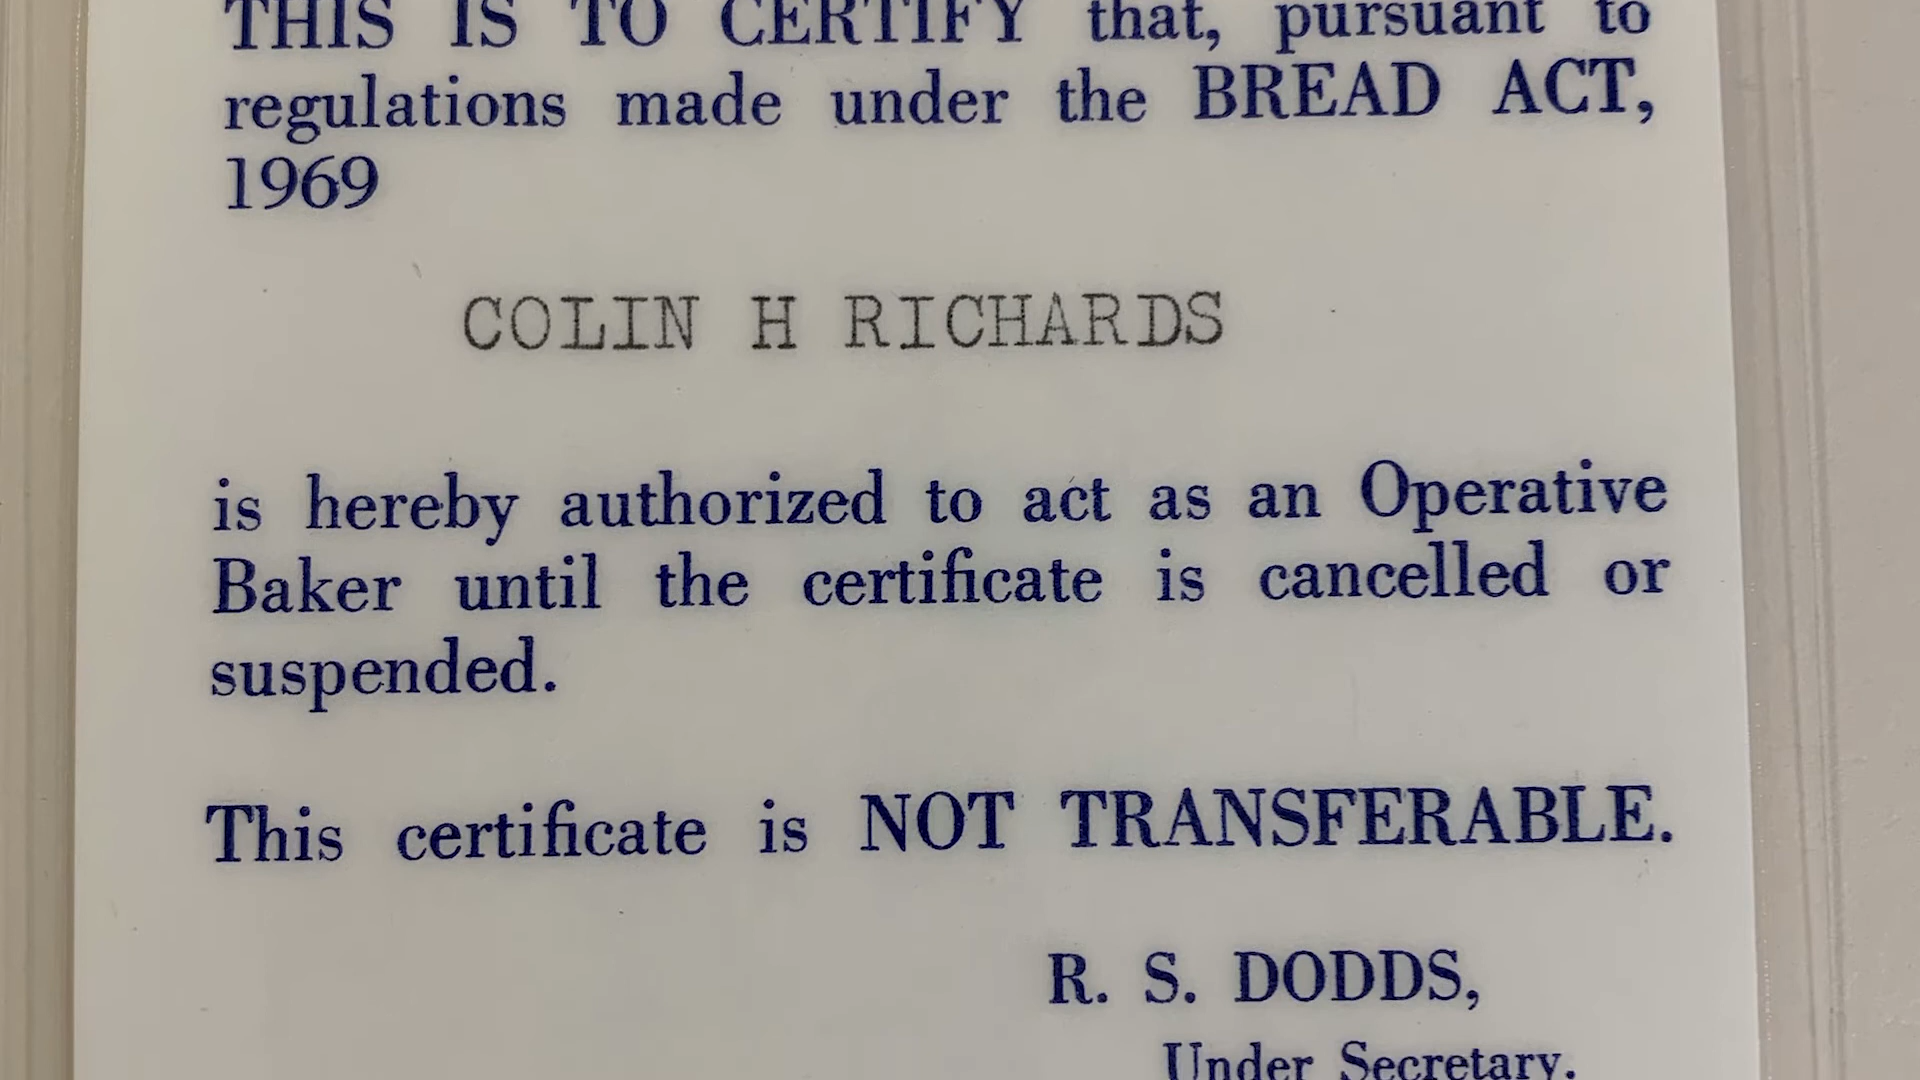 THIS IS TO CERTIFY that, pursuant to
regulations made under the BREAD ACT,
1969
COLIN H RICHARDS
is hereby authorized to act as an Operative
Baker until the certificate is cancelled or
suspended.
This certificate is NOT TRANSFERABLE.
R. S. DODDS,
Under Secretary.